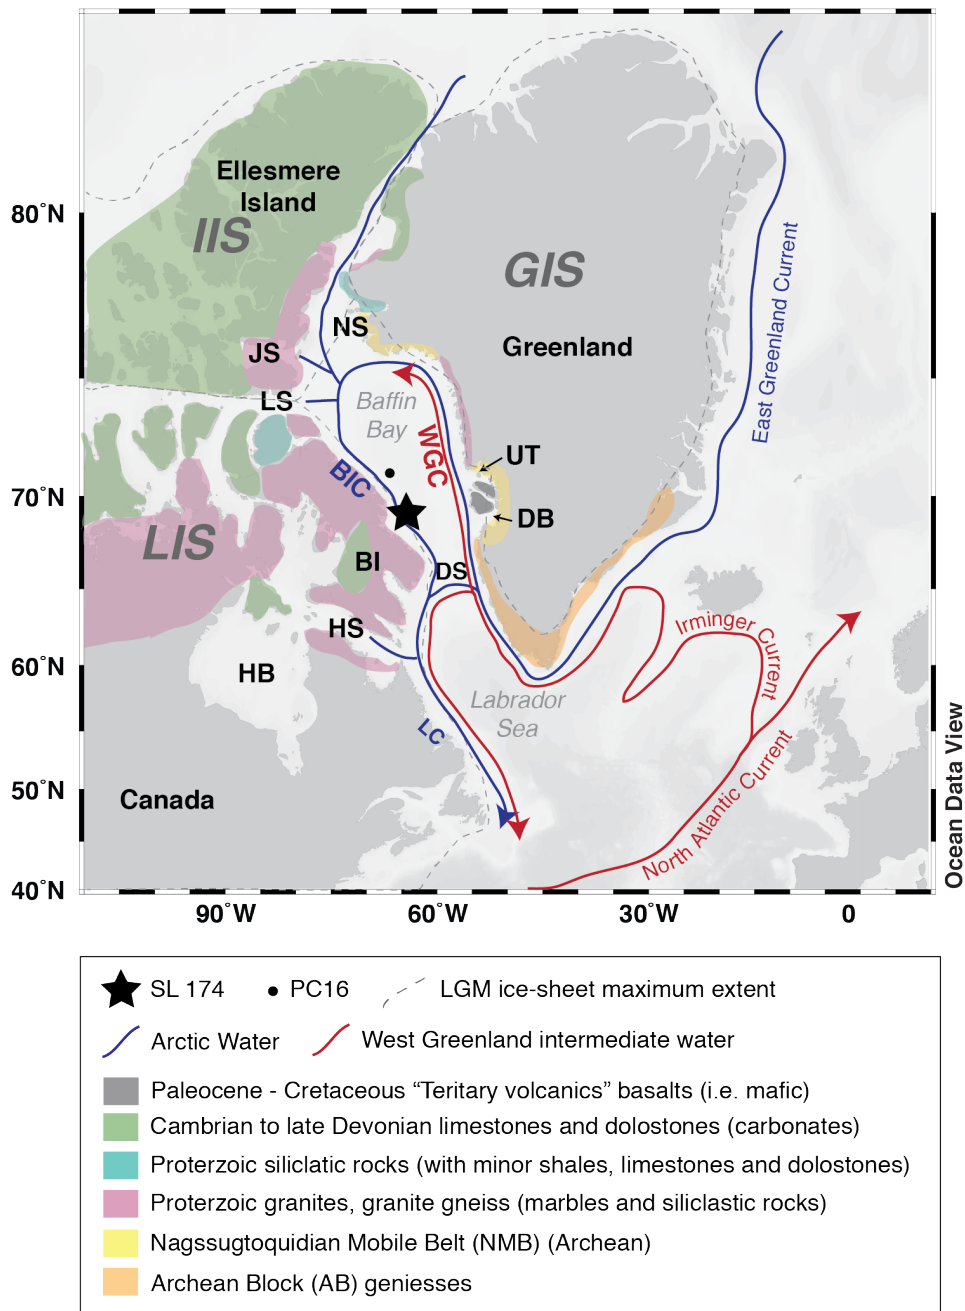 Ellesmere
Island
80°N
IIS
GIS
East Greenland Current
NS
Greenland
JS
LS
Baffin
Bay
WGC
UT
BIC
70°N
DB
LIS
BI
DS
HS
Irminger Current
60°N
HB
Labrador
Sea
LC
50°N
Canada
North Atlantic Current
Ocean Data View
40°N
90°W
60°W
30°W
0
SL 174
PC16
LGM ice-sheet maximum extent
Arctic Water
West Greenland intermediate water
Paleocene - Cretaceous “Teritary volcanics” basalts (i.e. mafic)
Cambrian to late Devonian limestones and dolostones (carbonates)
Proterzoic siliclatic rocks (with minor shales, limestones and dolostones)
Proterzoic granites, granite gneiss (marbles and siliclastic rocks)
Nagssugtoquidian Mobile Belt (NMB) (Archean)
Archean Block (AB) geniesses